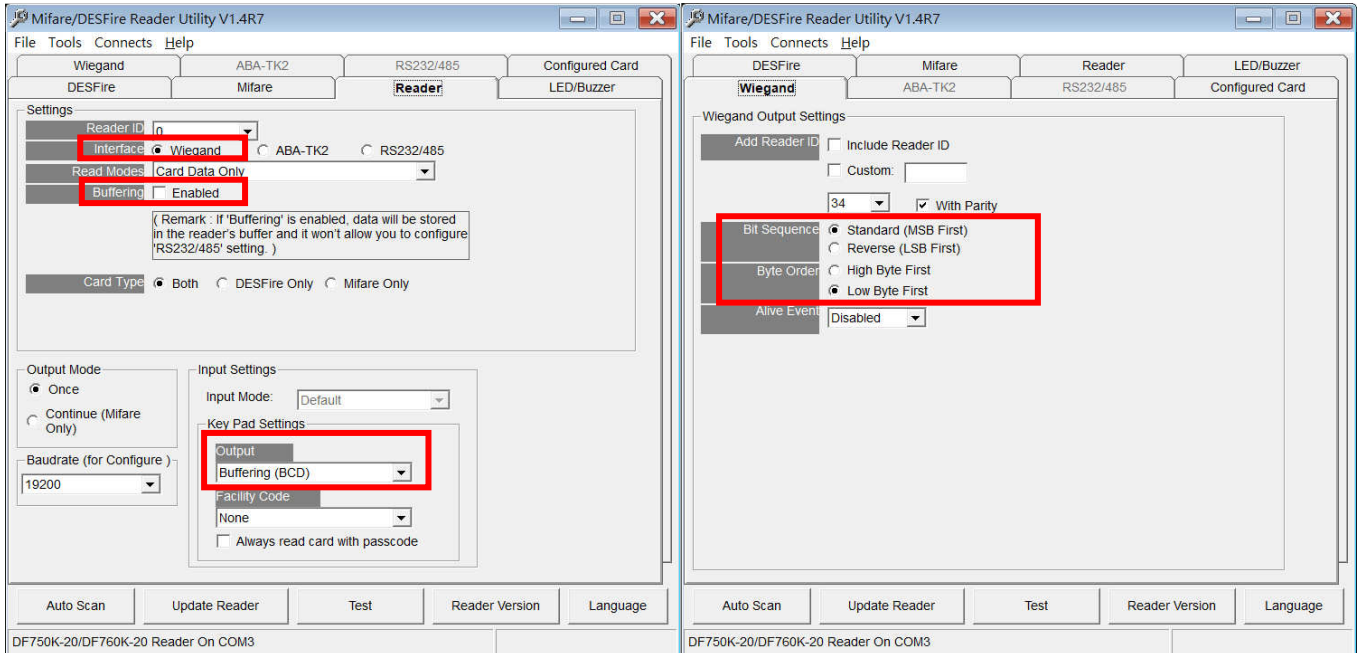 Mifare/DESFire Reader Utility V1.4R7
File Tools Connects Help
Wiegand ABA-TK2 RS232/485 Configured Card
DESFire Mifare Reader LED/Buzzer
Settings
Reader ID 0
Interface Wiegand ABA-TK2 RS232/485
Read Modes Card Data Only
Buffering Enabled
( Remark : If 'Buffering' is enabled, data will be stored
in the reader's buffer and it won't allow you to configure
'RS232/485' setting. )
Card Type Both DESFire Only Mifare Only
Output Mode
Once
Continue (Mifare
Only)
Baudrate (for Configure )
19200
Input Settings
Input Mode: Default
Key Pad Settings
Output
Buffering (BCD)
Facility Code
None
Always read card with passcode
Auto Scan Update Reader Test Reader Version Language
DF750K-20/DF760K-20 Reader On COM3
Mifare/DESFire Reader Utility V1.4R7
File Tools Connects Help
DESFire Mifare Reader LED/Buzzer
Wiegand ABA-TK2 RS232/485 Configured Card
Wiegand Output Settings
Add Reader ID Include Reader ID
Custom:
34 With Parity
Bit Sequence Standard (MSB First)
Reverse (LSB First)
Byte Order High Byte First
Low Byte First
Alive Event Disabled
Auto Scan Update Reader Test Reader Version Language
DF750K-20/DF760K-20 Reader On COM3